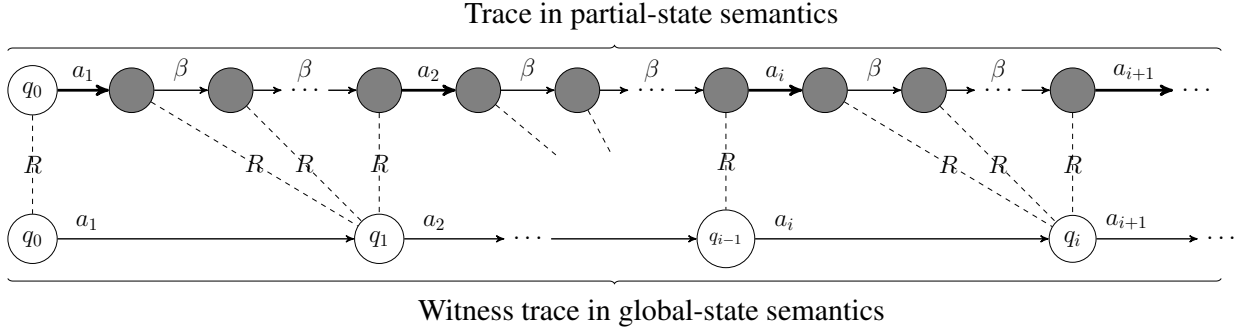 Trace in partial-state semantics
q₀ a₁ β β ··· a₂ β β ··· aᵢ β β ··· aᵢ₊₁ ···
R R R R R R R R
q₀ a₁ q₁ a₂ ··· qᵢ₋₁ aᵢ qᵢ aᵢ₊₁ ···
Witness trace in global-state semantics